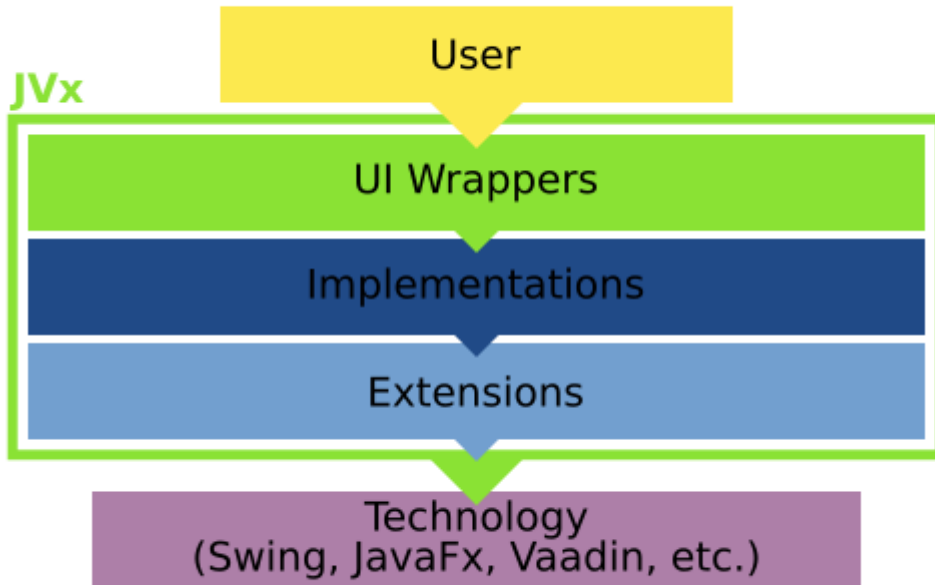 User
JVx
UI Wrappers
Implementations
Extensions
Technology
(Swing, JavaFx, Vaadin, etc.)